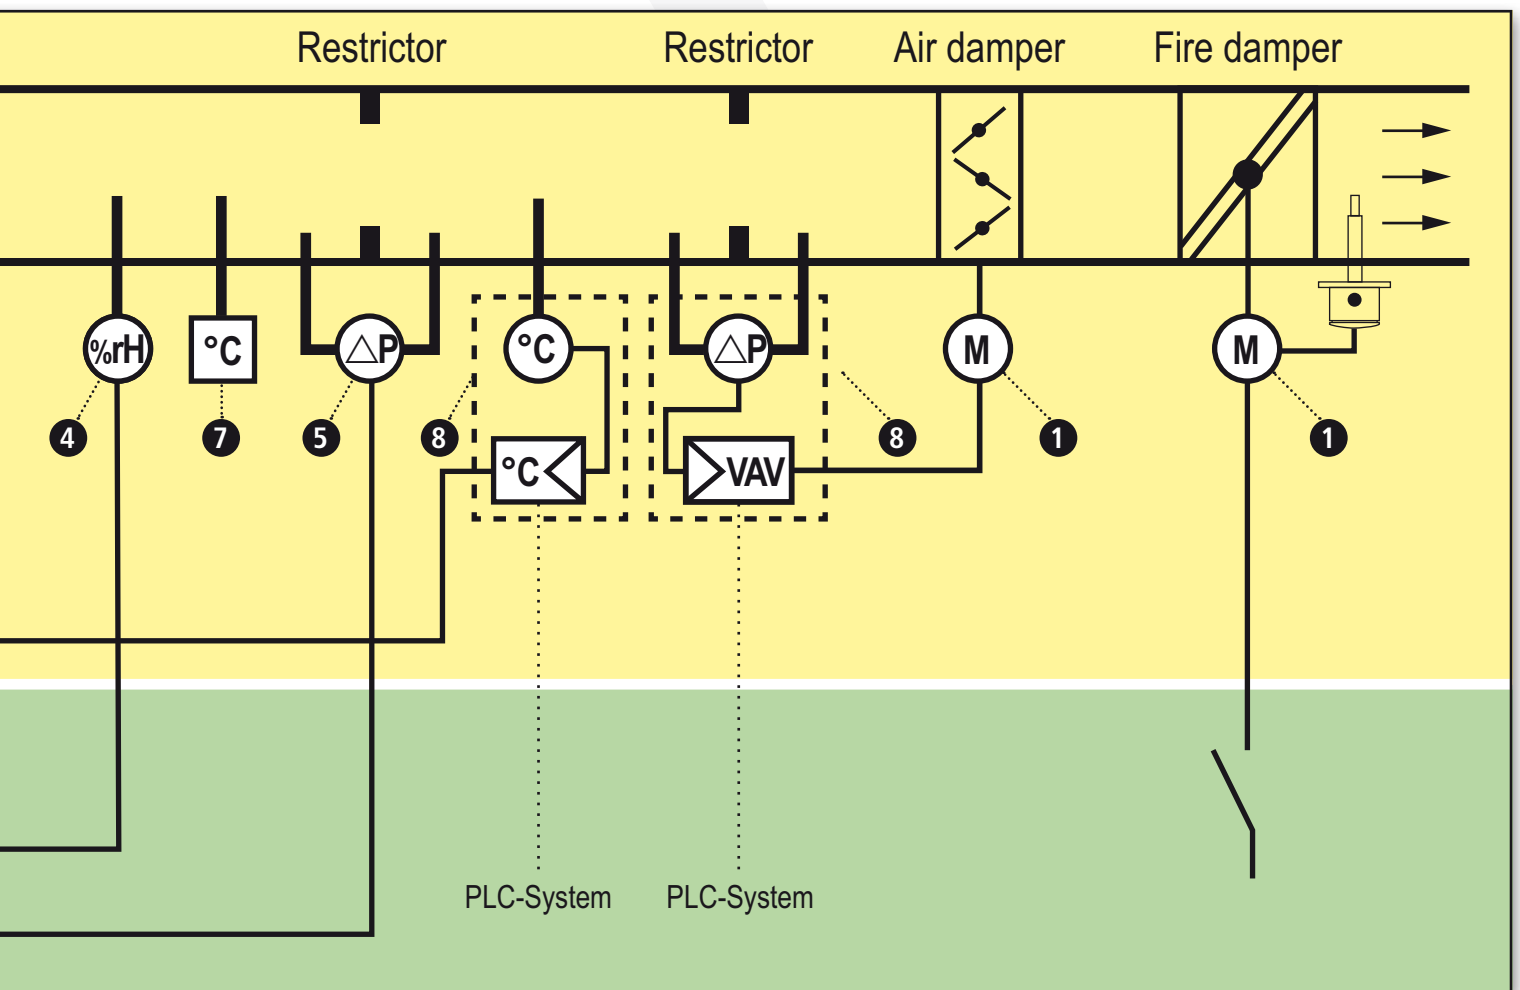 Restrictor Restrictor Air damper Fire damper
%rH °C △P °C △P M M
4 7 5 8 8 1 1
°C VAV
PLC-System PLC-System